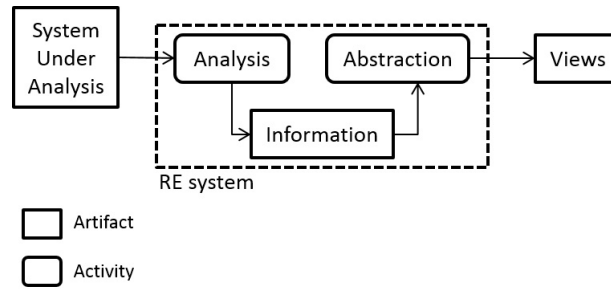 System
Under
Analysis
Analysis
Abstraction
Views
Information
RE system
Artifact
Activity